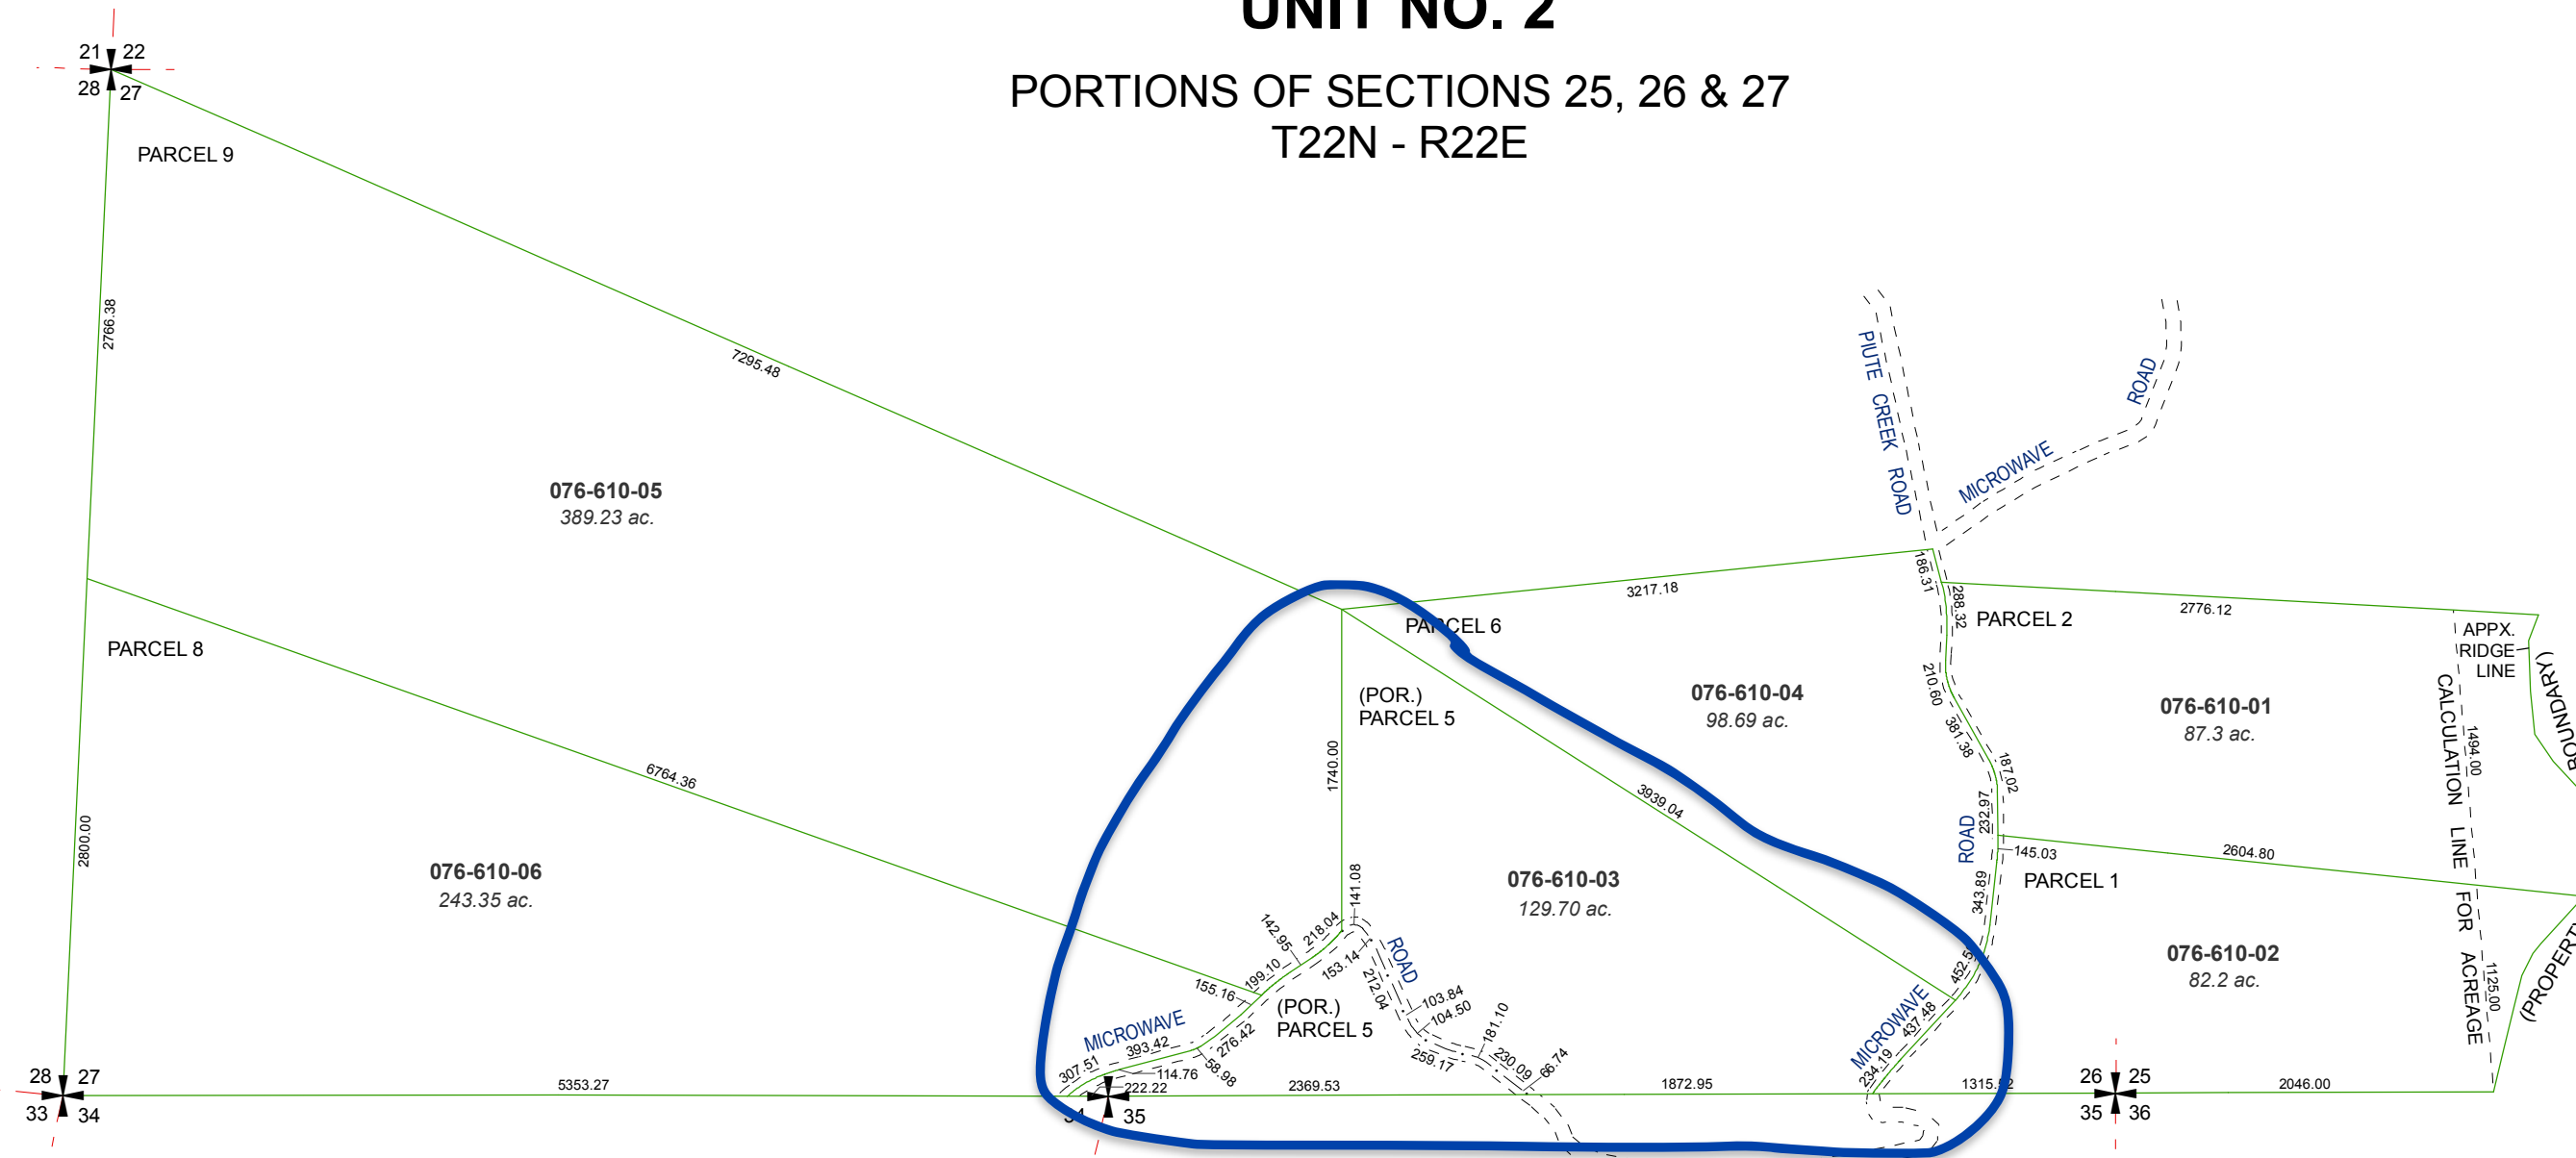 UNIT NO. 2
PORTIONS OF SECTIONS 25, 26 & 27
T22N - R22E
21 22
28 27
PARCEL 9
2766.38
7295.48
076-610-05
389.23 ac.
PARCEL 8
6764.36
2800.00
076-610-06
243.35 ac.
28 27
33 34
5353.27
PIUTE CREEK ROAD
MICROWAVE ROAD
3217.18
186.31
288.32
PARCEL 6
PARCEL 2
2776.12
APPX.
RIDGE
LINE
BOUNDARY)
(POR.)
PARCEL 5
076-610-04
98.69 ac.
210.60
381.38
187.02
076-610-01
87.3 ac.
1494.00
CALCULATION LINE FOR ACREAGE
1740.00
3939.04
232.97
ROAD
145.03
2604.80
343.89
PARCEL 1
076-610-03
129.70 ac.
141.08
218.04
142.95
199.10
155.16
153.14
212.04
ROAD
103.84
104.50
181.10
259.17
230.09
66.74
(POR.)
PARCEL 5
276.42
MICROWAVE
393.42
307.51
58.98
114.76
222.22
35
2369.53
1872.95
MICROWAVE
437.48
234.19
076-610-02
82.2 ac.
1125.00
(PROPERTY
26 25
35 36
2046.00